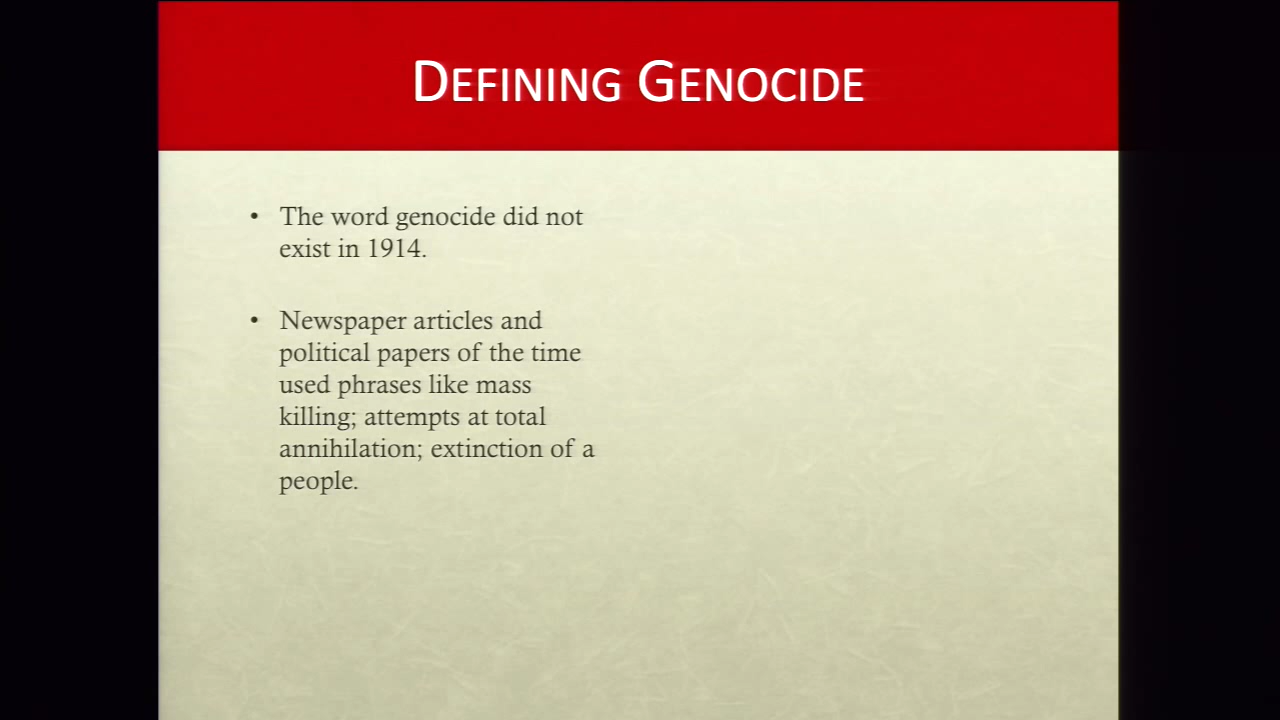 DEFINING GENOCIDE
• The word genocide did not
exist in 1914.
• Newspaper articles and
political papers of the time
used phrases like mass
killing; attempts at total
annihilation; extinction of a
people.